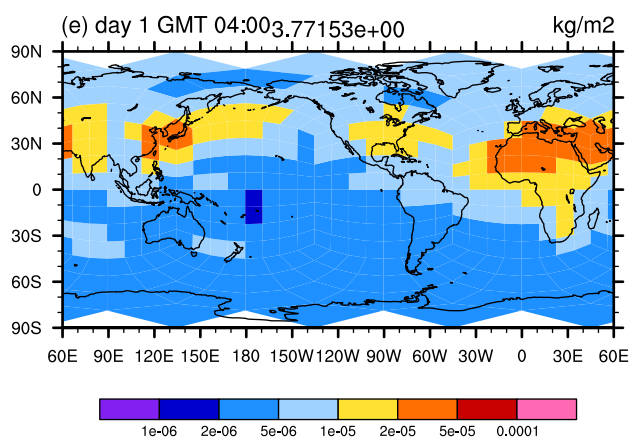 (e) day 1 GMT 04:00 3.77153e+00 kg/m2
90N
60N
30N
0
30S
60S
90S
60E 90E 120E 150E 180 150W 120W 90W 60W 30W 0 30E 60E
1e-06 2e-06 5e-06 1e-05 2e-05 5e-05 0.0001